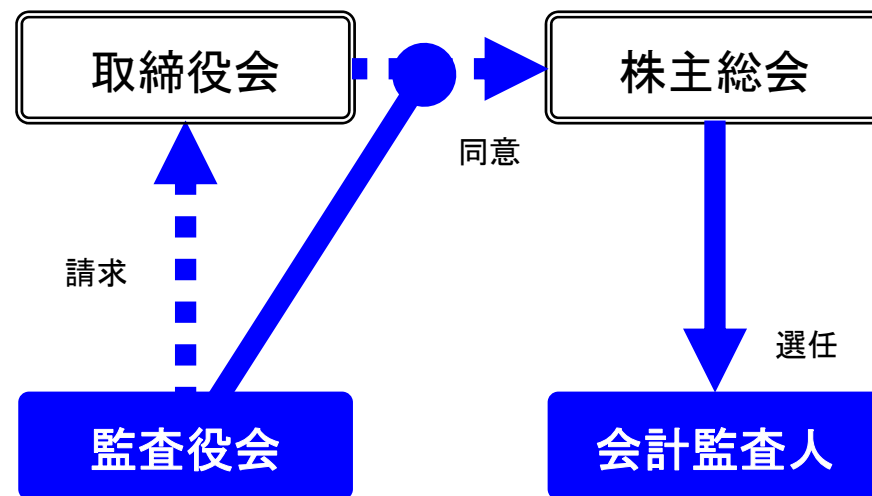 取締役会
株主総会
同意
請求
選任
監査役会
会計監査人